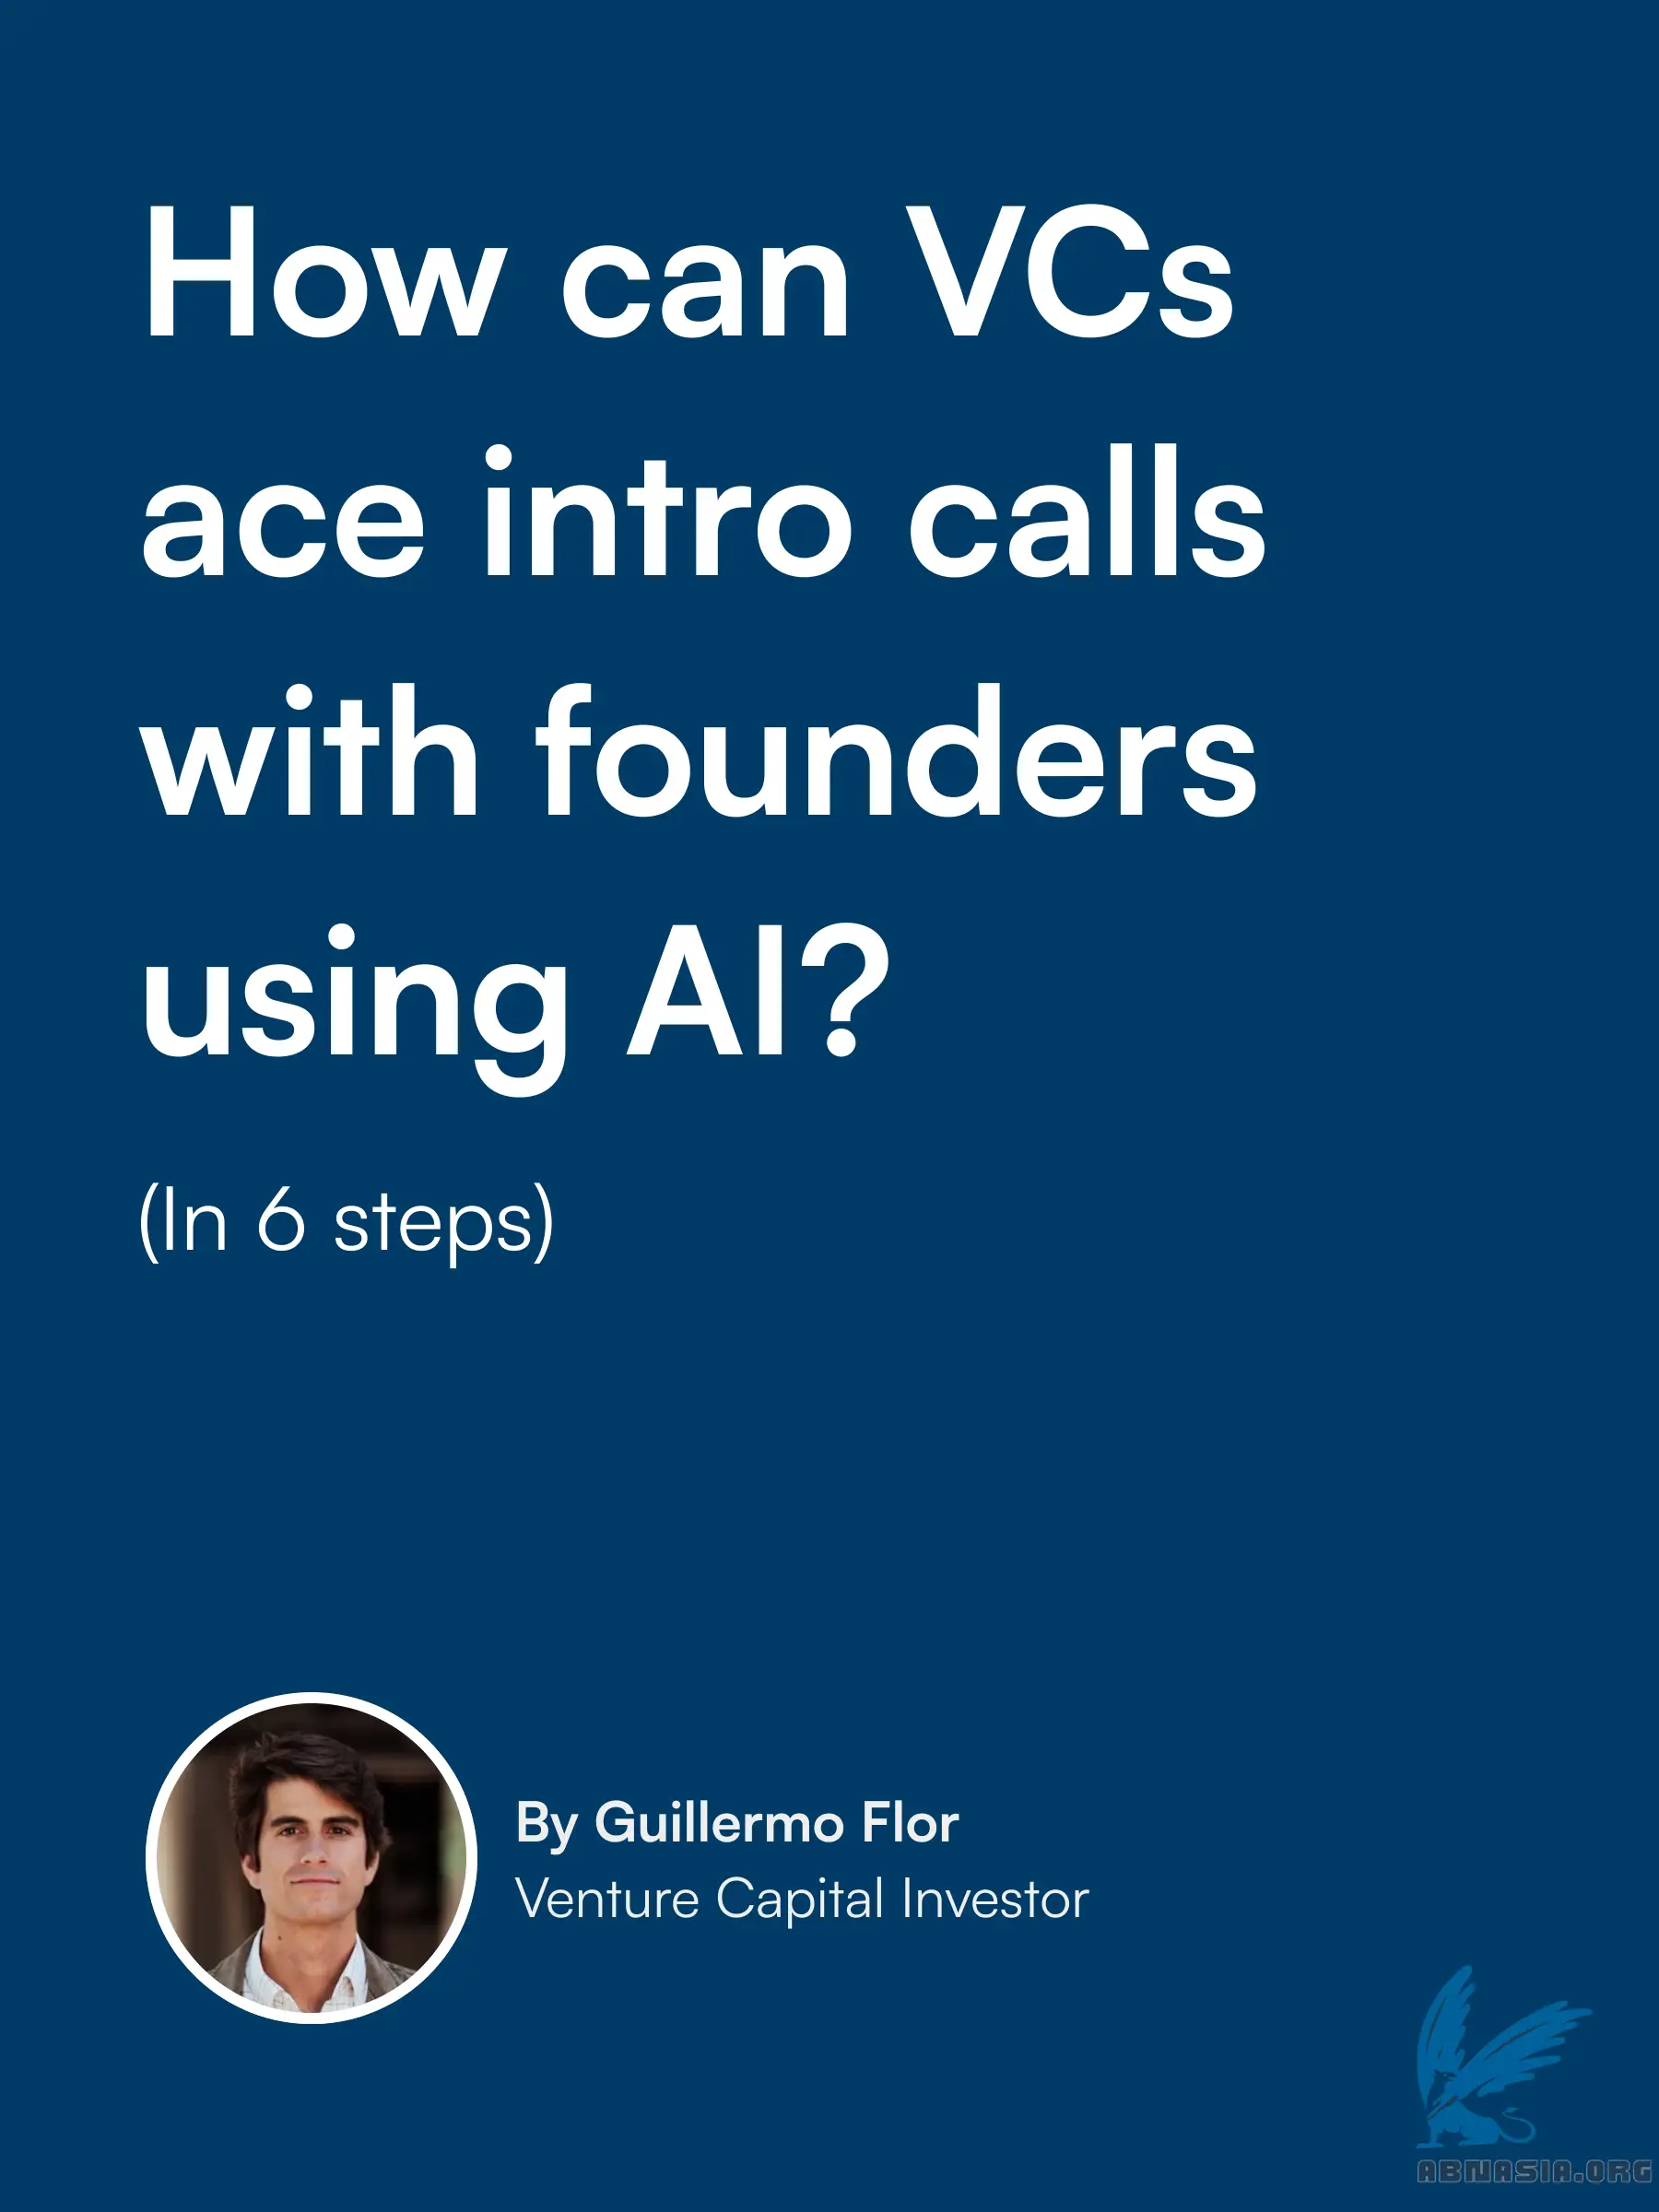 How can VCs
ace intro calls
with founders
using AI?
(In 6 steps)
By Guillermo Flor
Venture Capital Investor
ABNASIA.ORG